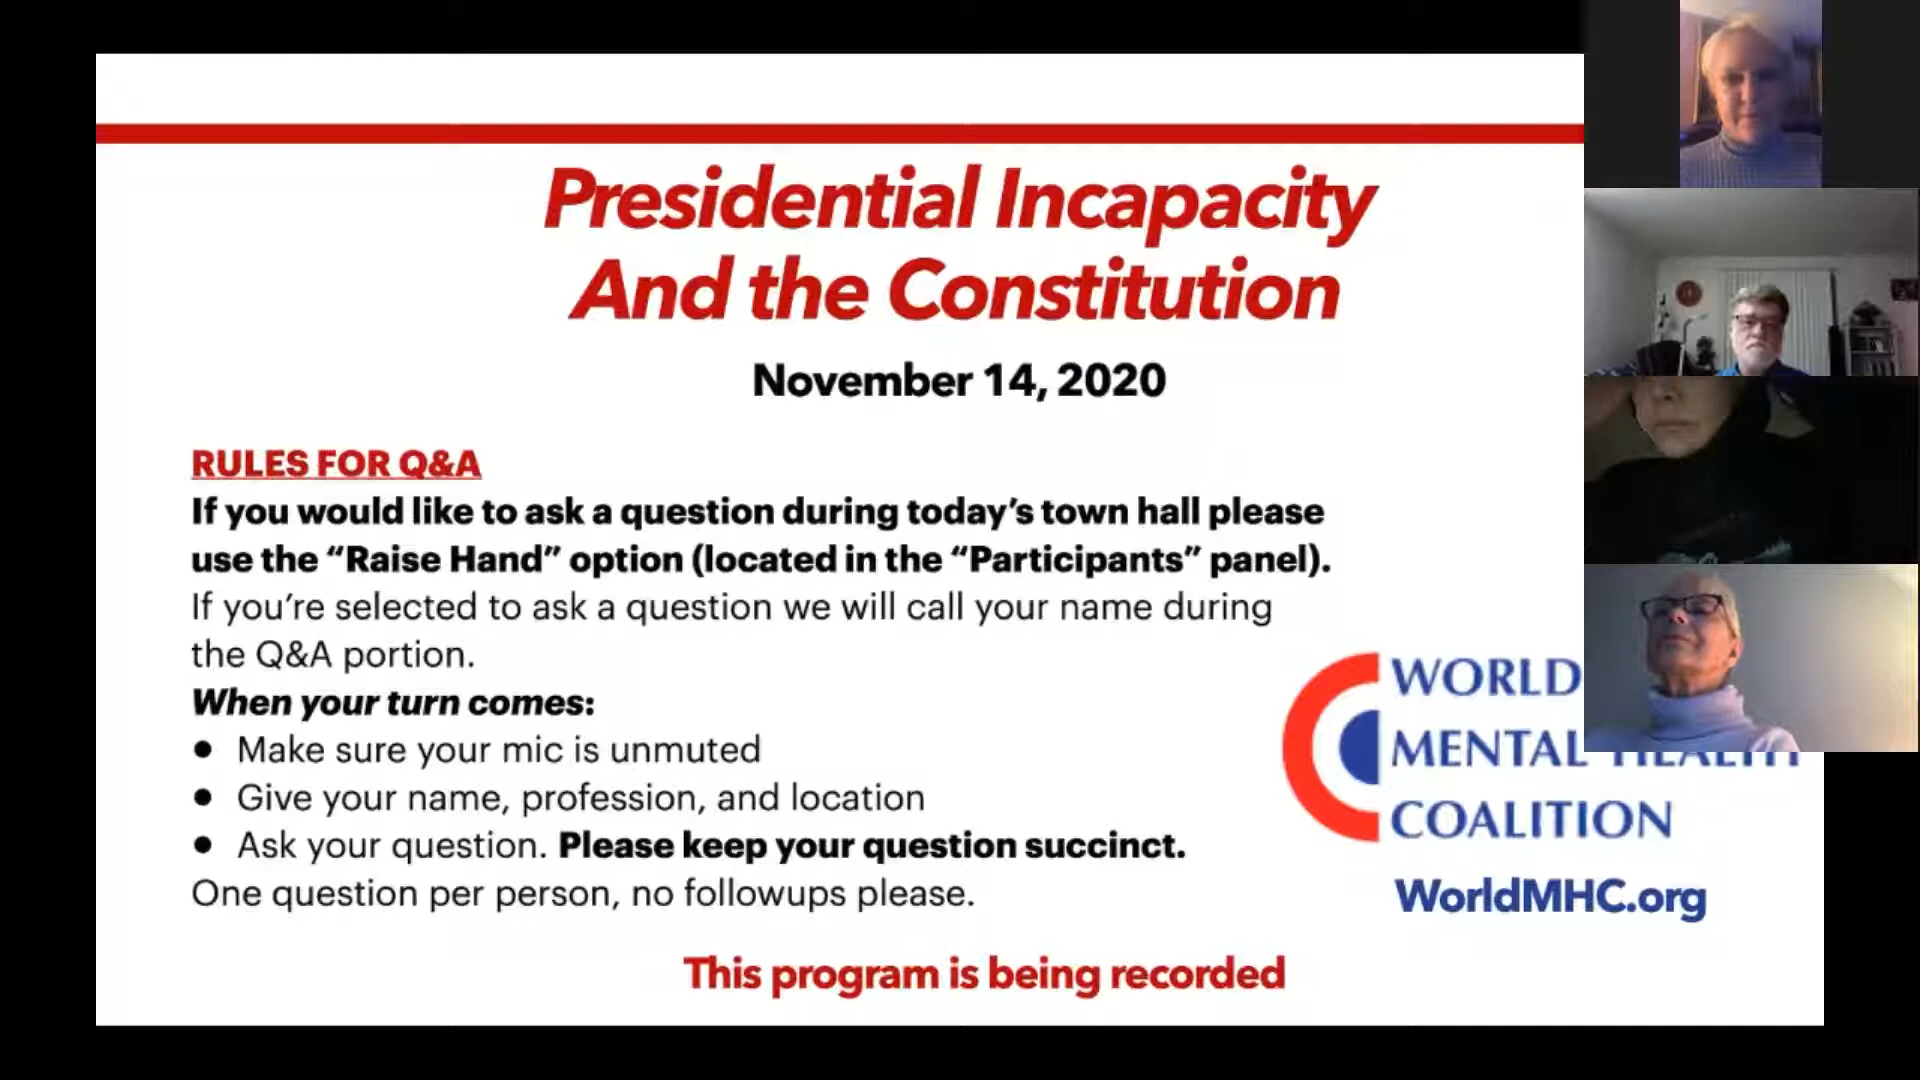 Presidential Incapacity
And the Constitution
November 14, 2020
RULES FOR Q&A
If you would like to ask a question during today’s town hall please
use the “Raise Hand” option (located in the “Participants” panel).
If you’re selected to ask a question we will call your name during
the Q&A portion.
When your turn comes:
● Make sure your mic is unmuted
● Give your name, profession, and location
● Ask your question. Please keep your question succinct.
One question per person, no followups please.
WORLD
MENTAL HEALTH
COALITION
WorldMHC.org
This program is being recorded